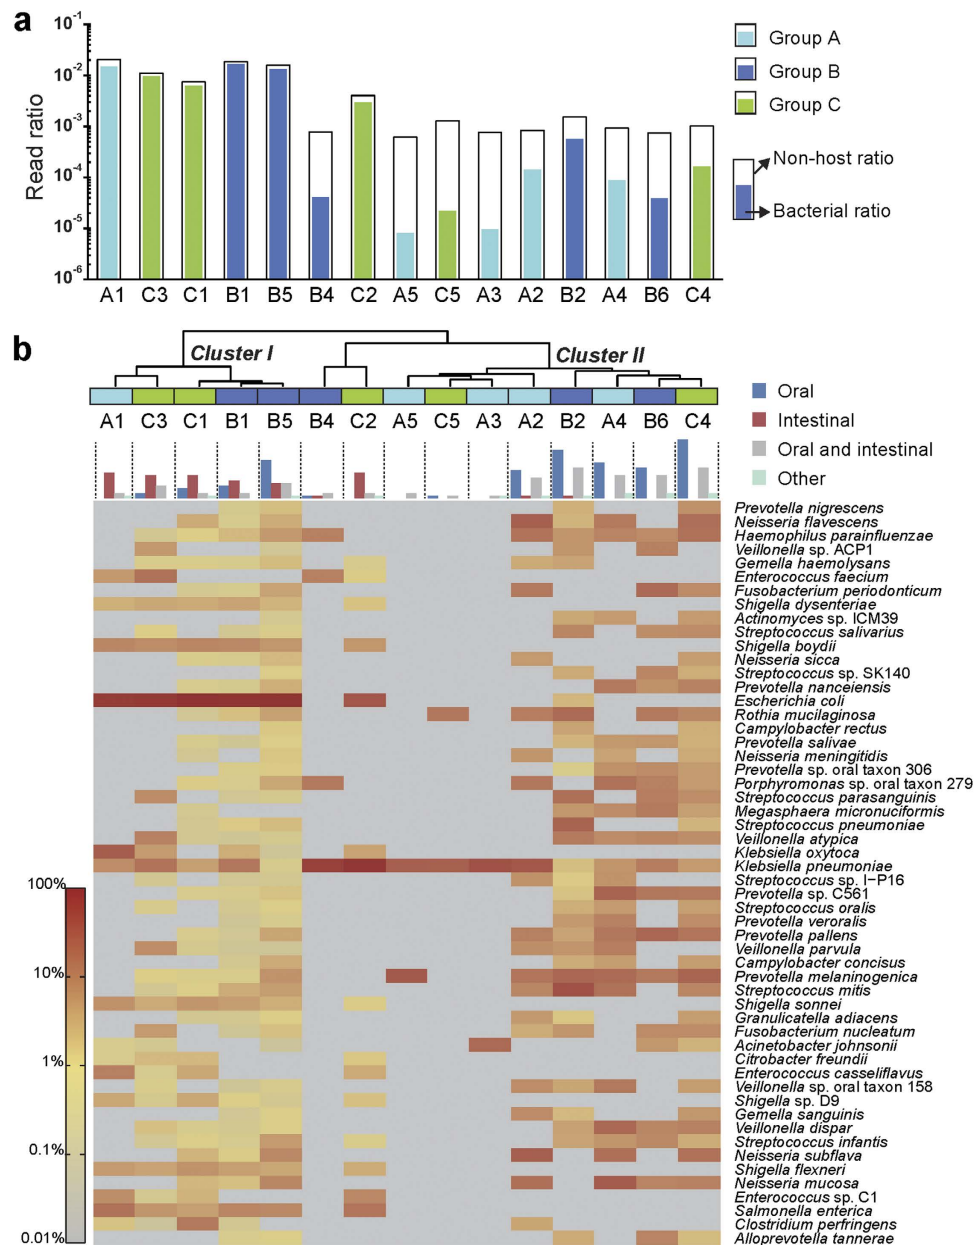 a
10-1
10-2
10-3
10-4
10-5
10-6
Read ratio
A1 C3 C1 B1 B5 B4 C2 A5 C5 A3 A2 B2 A4 B6 C4
Group A
Group B
Group C
Non-host ratio
Bacterial ratio
b
Cluster I
Cluster II
A1 C3 C1 B1 B5 B4 C2 A5 C5 A3 A2 B2 A4 B6 C4
Oral
Intestinal
Oral and intestinal
Other
Prevotella nigrescens
Neisseria flavescens
Haemophilus parainfluenzae
Veillonella sp. ACP1
Gemella haemolysans
Enterococcus faecium
Fusobacterium periodonticum
Shigella dysenteriae
Actinomyces sp. ICM39
Streptococcus salivarius
Shigella boydii
Neisseria sicca
Streptococcus sp. SK140
Prevotella nanceiensis
Escherichia coli
Rothia mucilaginosa
Campylobacter rectus
Prevotella salivae
Neisseria meningitidis
Prevotella sp. oral taxon 306
Porphyromonas sp. oral taxon 279
Streptococcus parasanguinis
Megasphaera micronuciformis
Streptococcus pneumoniae
Veillonella atypica
Klebsiella oxytoca
Klebsiella pneumoniae
Streptococcus sp. I−P16
Prevotella sp. C561
Streptococcus oralis
Prevotella veroralis
Prevotella pallens
Veillonella parvula
Campylobacter concisus
Prevotella melaninogenica
Streptococcus mitis
Shigella sonnei
Granulicatella adiacens
Fusobacterium nucleatum
Acinetobacter johnsonii
Citrobacter freundii
Enterococcus casseliflavus
Veillonella sp. oral taxon 158
Shigella sp. D9
Gemella sanguinis
Veillonella dispar
Streptococcus infantis
Neisseria subflava
Shigella flexneri
Neisseria mucosa
Enterococcus sp. C1
Salmonella enterica
Clostridium perfringens
Alloprevotella tannerae
100%
10%
1%
0.1%
0.01%